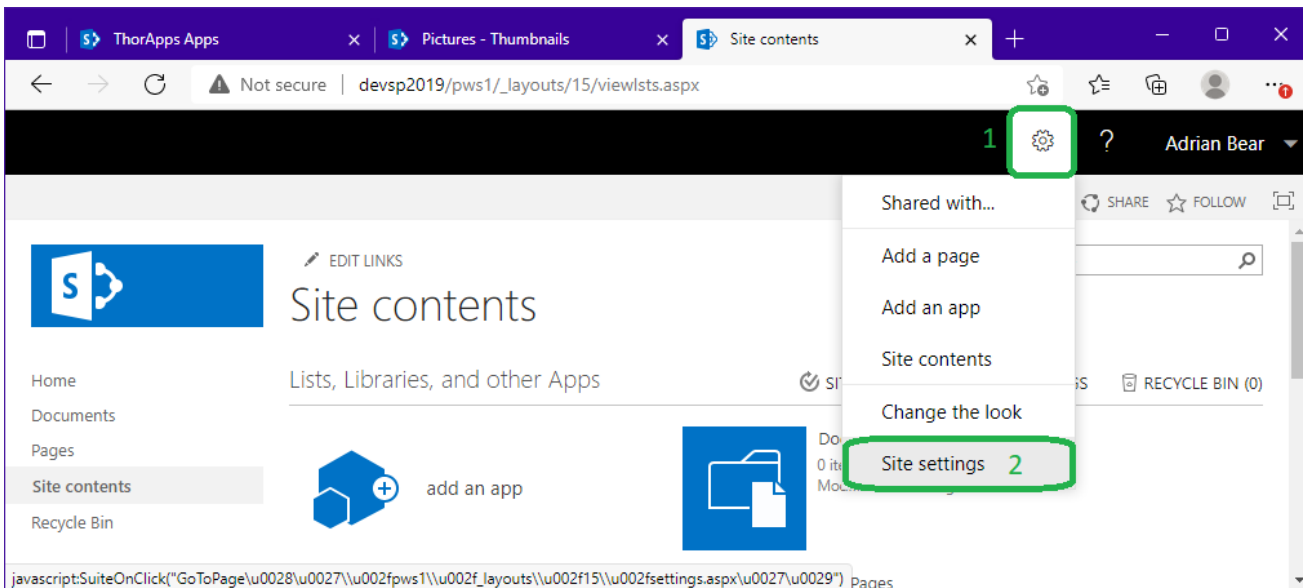 ThorApps Apps
Pictures - Thumbnails
Site contents
Not secure | devsp2019/pws1/_layouts/15/viewlsts.aspx
1
?
Adrian Bear
Shared with...
SHARE
FOLLOW
EDIT LINKS
Add a page
Site contents
Add an app
Site contents
Home
Lists, Libraries, and other Apps
RECYCLE BIN (0)
Documents
Change the look
Pages
Site settings 2
Site contents
add an app
Recycle Bin
javascript:SuiteOnClick("GoToPage\u0028\u0027\\u002fpws1\\u002f_layouts\\u002f15\\u002fsettings.aspx\u0027\u0029")
Pages